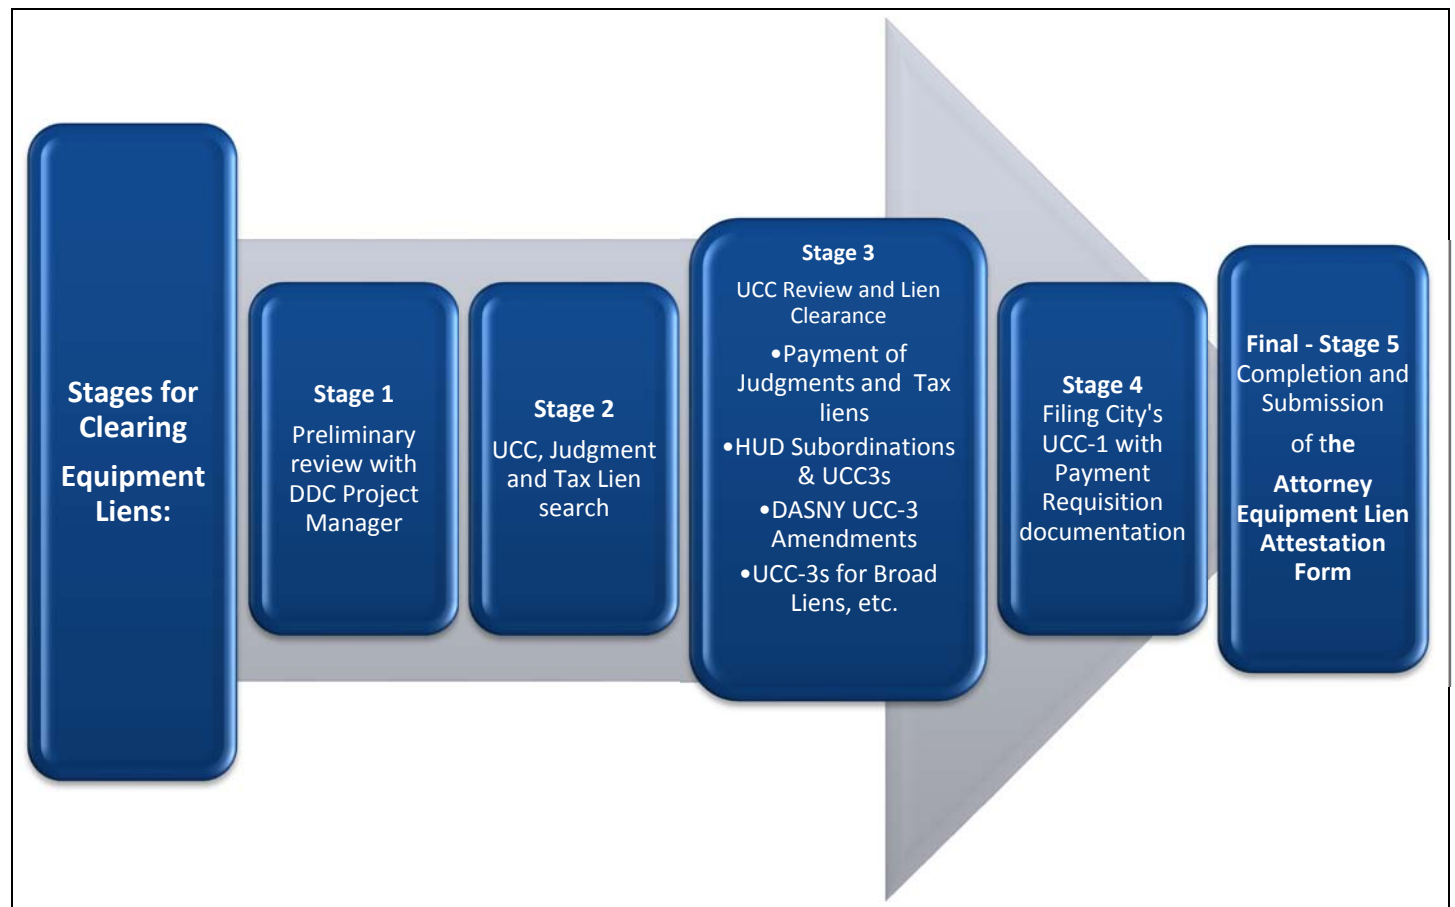 Stages for
Clearing
Equipment
Liens:
Stage 1
Preliminary
review with
DDC Project
Manager
Stage 2
UCC, Judgment
and Tax Lien
search
Stage 3
UCC Review and Lien
Clearance
•Payment of
Judgments and Tax
liens
•HUD Subordinations
& UCC3s
•DASNY UCC-3
Amendments
•UCC-3s for Broad
Liens, etc.
Stage 4
Filing City's
UCC-1 with
Payment
Requisition
documentation
Final - Stage 5
Completion and
Submission
of the
Attorney
Equipment Lien
Attestation
Form